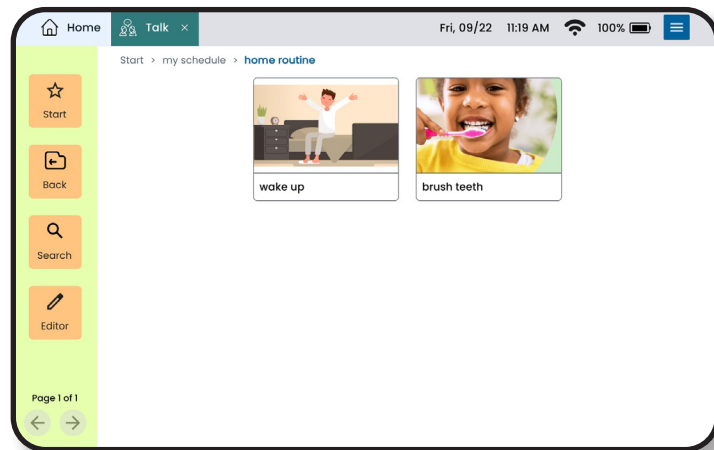 Home
Talk ×
Fri, 09/22 11:19 AM 100%
Start > my schedule > home routine
Start
Back
Search
Editor
wake up
brush teeth
Page 1 of 1